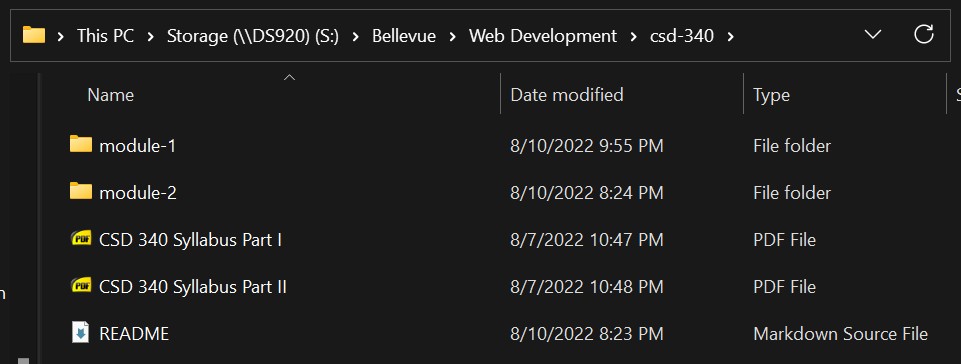 This PC > Storage (\\DS920) (S:) > Bellevue > Web Development > csd-340 >
Name Date modified Type S
module-1 8/10/2022 9:55 PM File folder
module-2 8/10/2022 8:24 PM File folder
PDF CSD 340 Syllabus Part I 8/7/2022 10:47 PM PDF File
n
PDF CSD 340 Syllabus Part II 8/7/2022 10:48 PM PDF File
README 8/10/2022 8:23 PM Markdown Source File